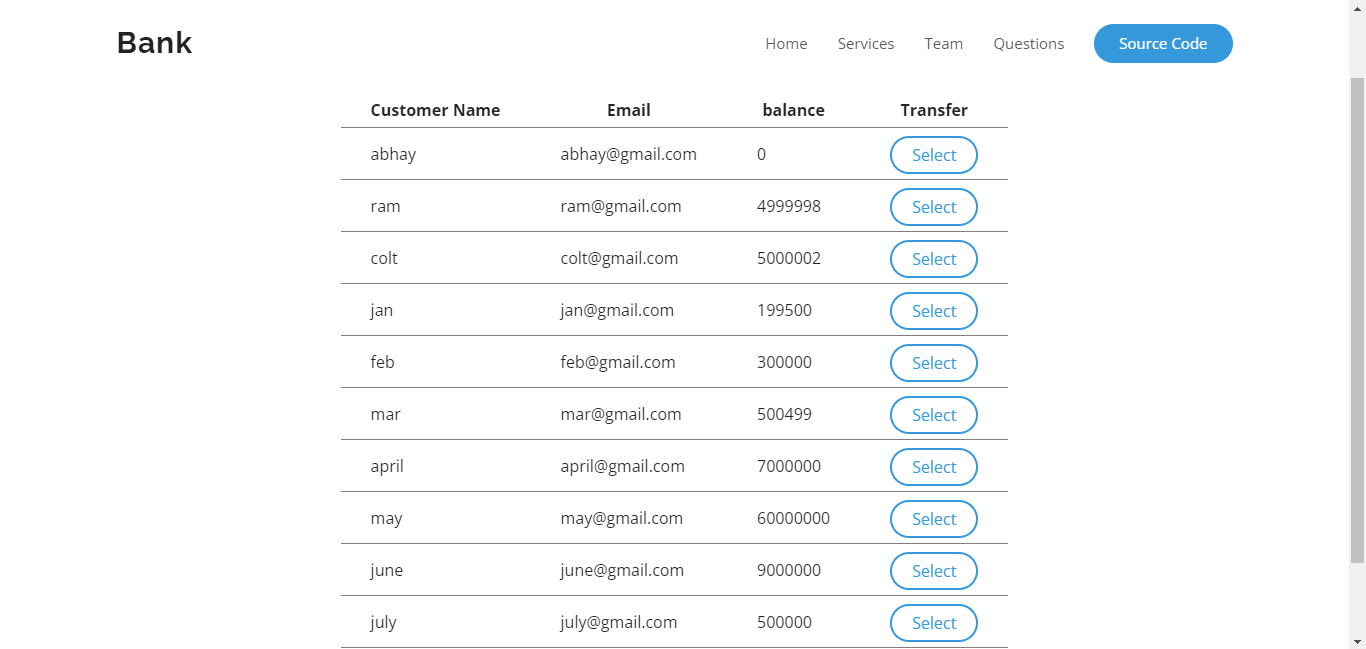 Bank Home Services Team Questions Source Code
Customer Name Email balance Transfer
abhay abhay@gmail.com 0 Select
ram ram@gmail.com 4999998 Select
colt colt@gmail.com 5000002 Select
jan jan@gmail.com 199500 Select
feb feb@gmail.com 300000 Select
mar mar@gmail.com 500499 Select
april april@gmail.com 7000000 Select
may may@gmail.com 60000000 Select
june june@gmail.com 9000000 Select
july july@gmail.com 500000 Select